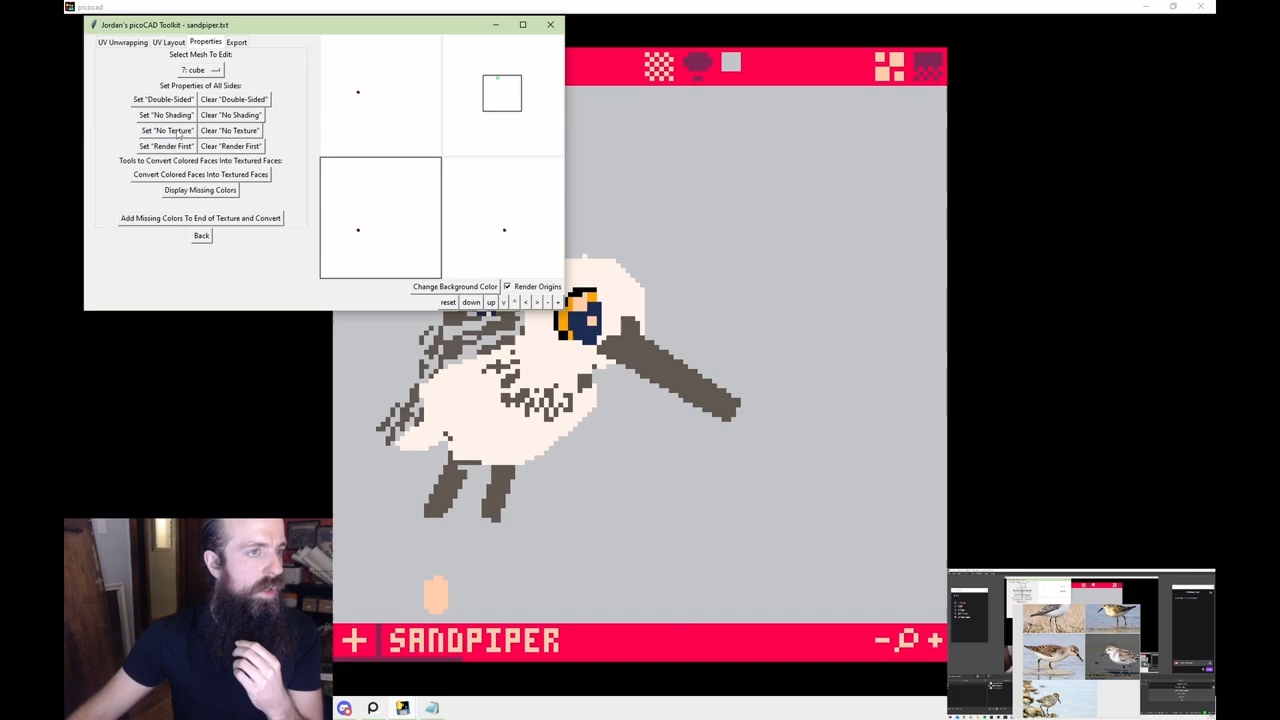 picocad
Jordan's picoCAD Toolkit - sandpiper.txt
UV Unwrapping UV Layout Properties Export
Select Mesh To Edit:
7: cube
Set Properties of All Sides:
Set "Double-Sided" Clear "Double-Sided"
Set "No Shading" Clear "No Shading"
Set "No Texture" Clear "No Texture"
Set "Render First" Clear "Render First"
Tools to Convert Colored Faces Into Textured Faces:
Convert Colored Faces Into Textured Faces
Display Missing Colors
Add Missing Colors To End of Texture and Convert
Back
Change Background Color Render Origins
reset down up v ^ < > - +
+ SANDPIPER - +